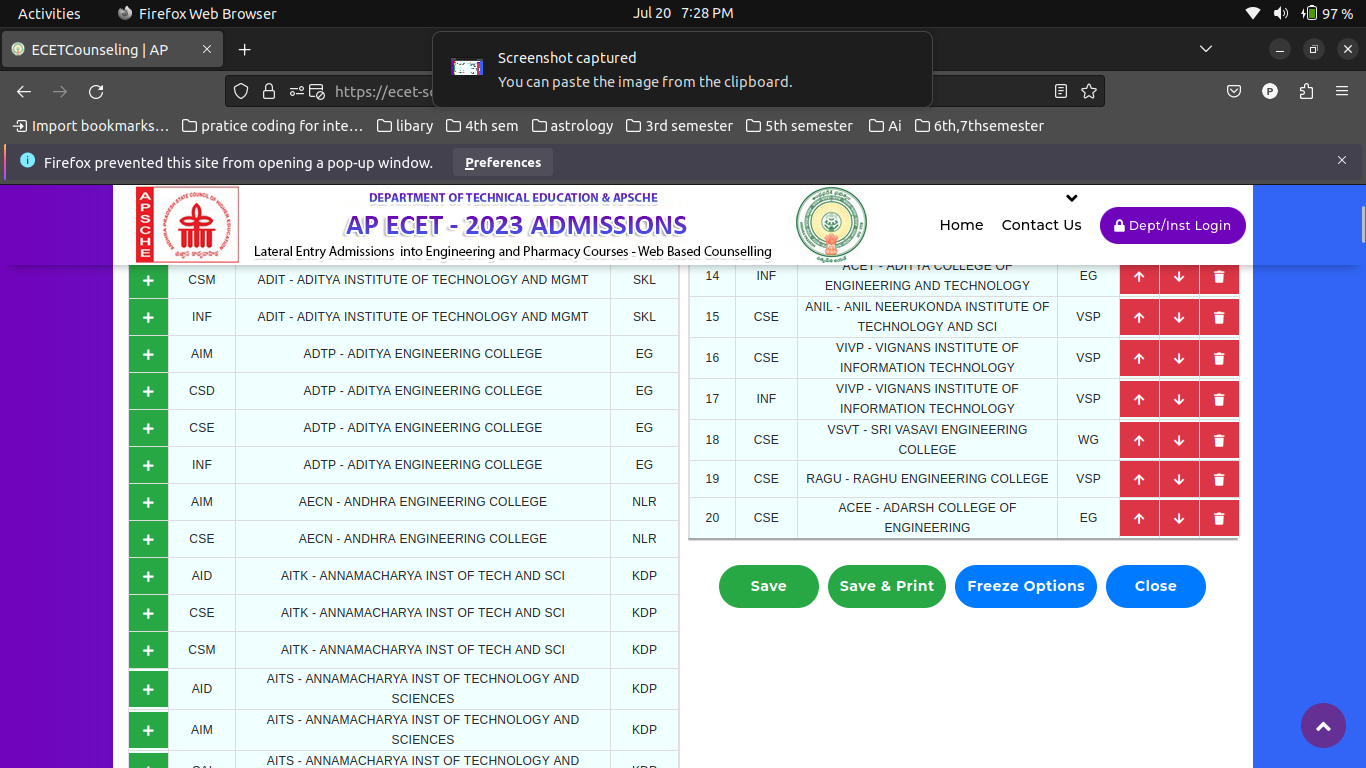 Activities
Firefox Web Browser
Jul 20 7:28 PM
97 %
ECETCounseling | AP
Screenshot captured
You can paste the image from the clipboard.
https://ecet-s
P
Import bookmarks…
pratice coding for inte…
libary
4th sem
astrology
3rd semester
5th semester
Ai
6th,7thsemester
Firefox prevented this site from opening a pop-up window.
Preferences
APSCHE
DEPARTMENT OF TECHNICAL EDUCATION & APSCHE
AP ECET - 2023 ADMISSIONS
Lateral Entry Admissions into Engineering and Pharmacy Courses - Web Based Counselling
Home
Contact Us
Dept/Inst Login
CSM ADIT - ADITYA INSTITUTE OF TECHNOLOGY AND MGMT SKL
INF ADIT - ADITYA INSTITUTE OF TECHNOLOGY AND MGMT SKL
AIM ADTP - ADITYA ENGINEERING COLLEGE EG
CSD ADTP - ADITYA ENGINEERING COLLEGE EG
CSE ADTP - ADITYA ENGINEERING COLLEGE EG
INF ADTP - ADITYA ENGINEERING COLLEGE EG
AIM AECN - ANDHRA ENGINEERING COLLEGE NLR
CSE AECN - ANDHRA ENGINEERING COLLEGE NLR
AID AITK - ANNAMACHARYA INST OF TECH AND SCI KDP
CSE AITK - ANNAMACHARYA INST OF TECH AND SCI KDP
CSM AITK - ANNAMACHARYA INST OF TECH AND SCI KDP
AID AITS - ANNAMACHARYA INST OF TECHNOLOGY AND
SCIENCES KDP
AIM AITS - ANNAMACHARYA INST OF TECHNOLOGY AND
SCIENCES KDP
AITS - ANNAMACHARYA INST OF TECHNOLOGY AND
14 INF ACET - ADITYA COLLEGE OF
ENGINEERING AND TECHNOLOGY EG
15 CSE ANIL - ANIL NEERUKONDA INSTITUTE OF
TECHNOLOGY AND SCI VSP
16 CSE VIVP - VIGNANS INSTITUTE OF
INFORMATION TECHNOLOGY VSP
17 INF VIVP - VIGNANS INSTITUTE OF
INFORMATION TECHNOLOGY VSP
18 CSE VSVT - SRI VASAVI ENGINEERING
COLLEGE WG
19 CSE RAGU - RAGHU ENGINEERING COLLEGE VSP
20 CSE ACEE - ADARSH COLLEGE OF
ENGINEERING EG
Save
Save & Print
Freeze Options
Close